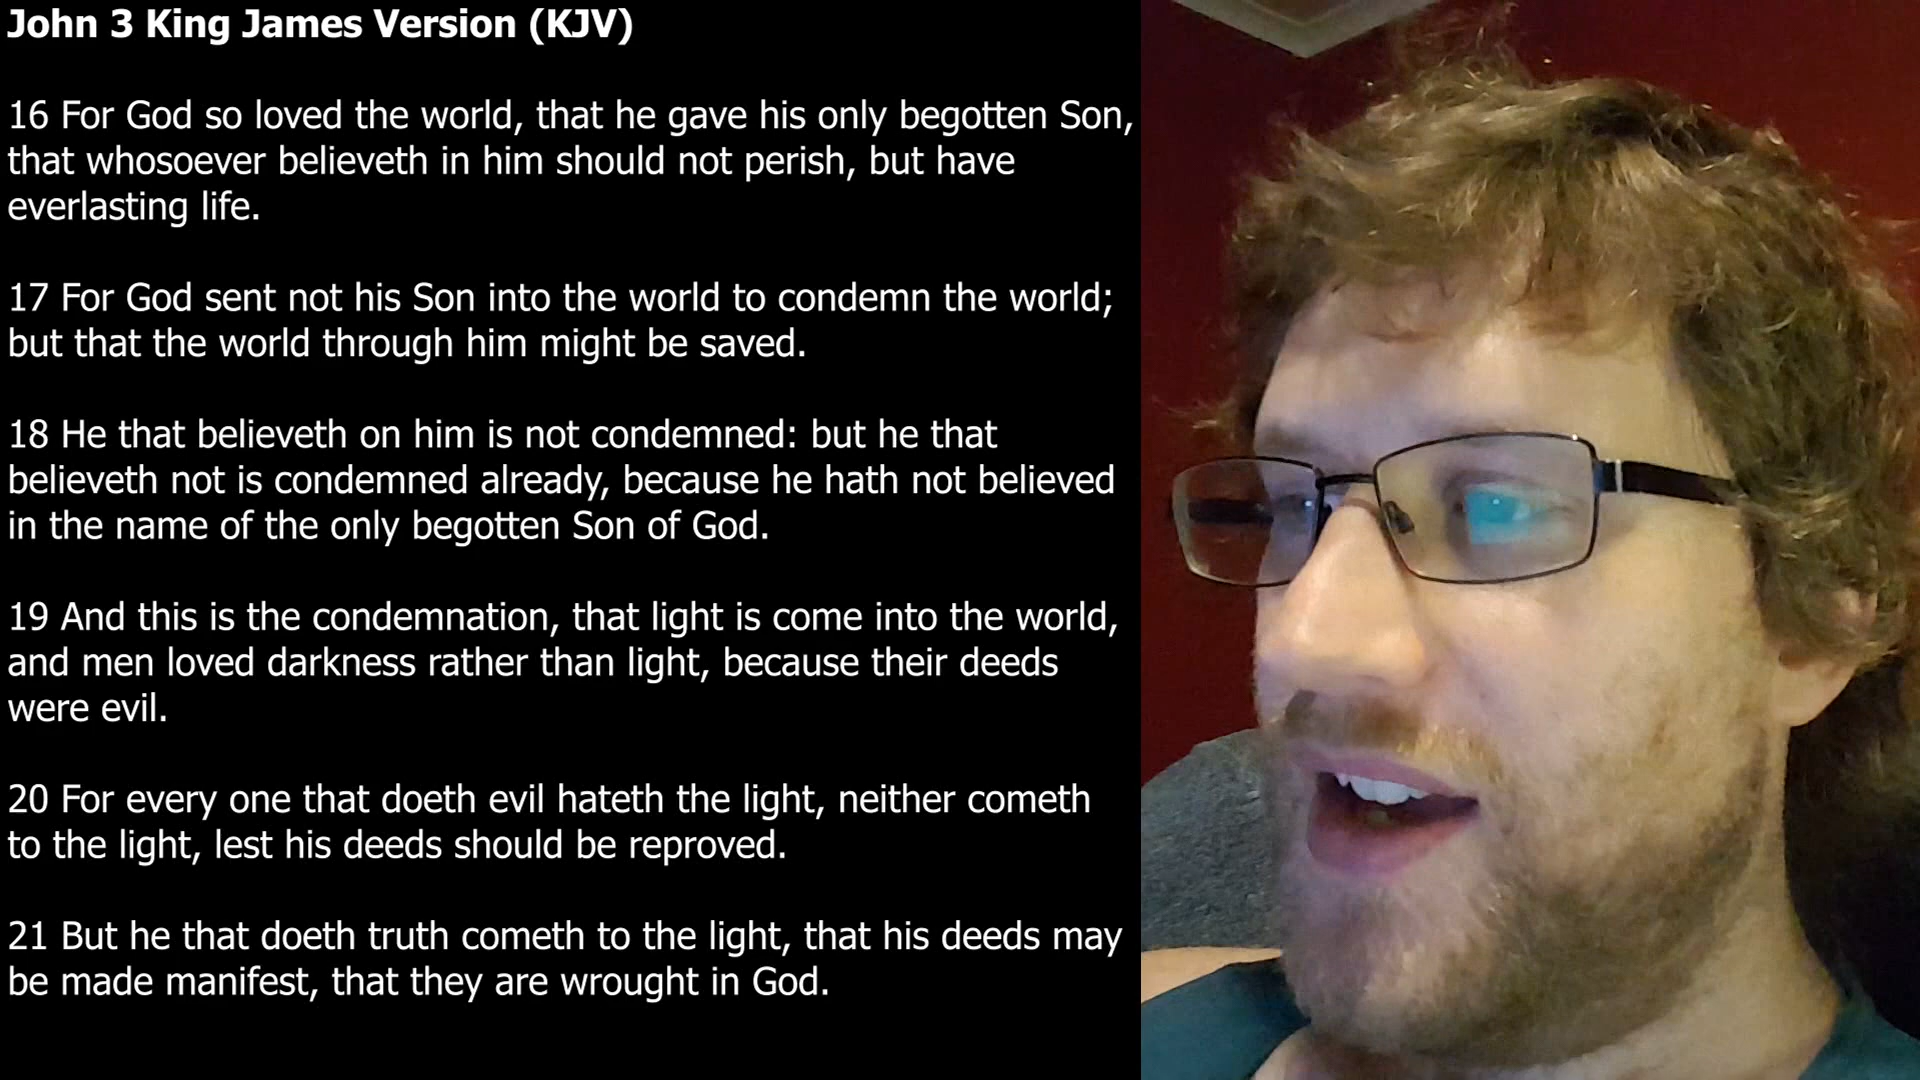 John 3 King James Version (KJV)
16 For God so loved the world, that he gave his only begotten Son,
that whosoever believeth in him should not perish, but have
everlasting life.
17 For God sent not his Son into the world to condemn the world;
but that the world through him might be saved.
18 He that believeth on him is not condemned: but he that
believeth not is condemned already, because he hath not believed
in the name of the only begotten Son of God.
19 And this is the condemnation, that light is come into the world,
and men loved darkness rather than light, because their deeds
were evil.
20 For every one that doeth evil hateth the light, neither cometh
to the light, lest his deeds should be reproved.
21 But he that doeth truth cometh to the light, that his deeds may
be made manifest, that they are wrought in God.